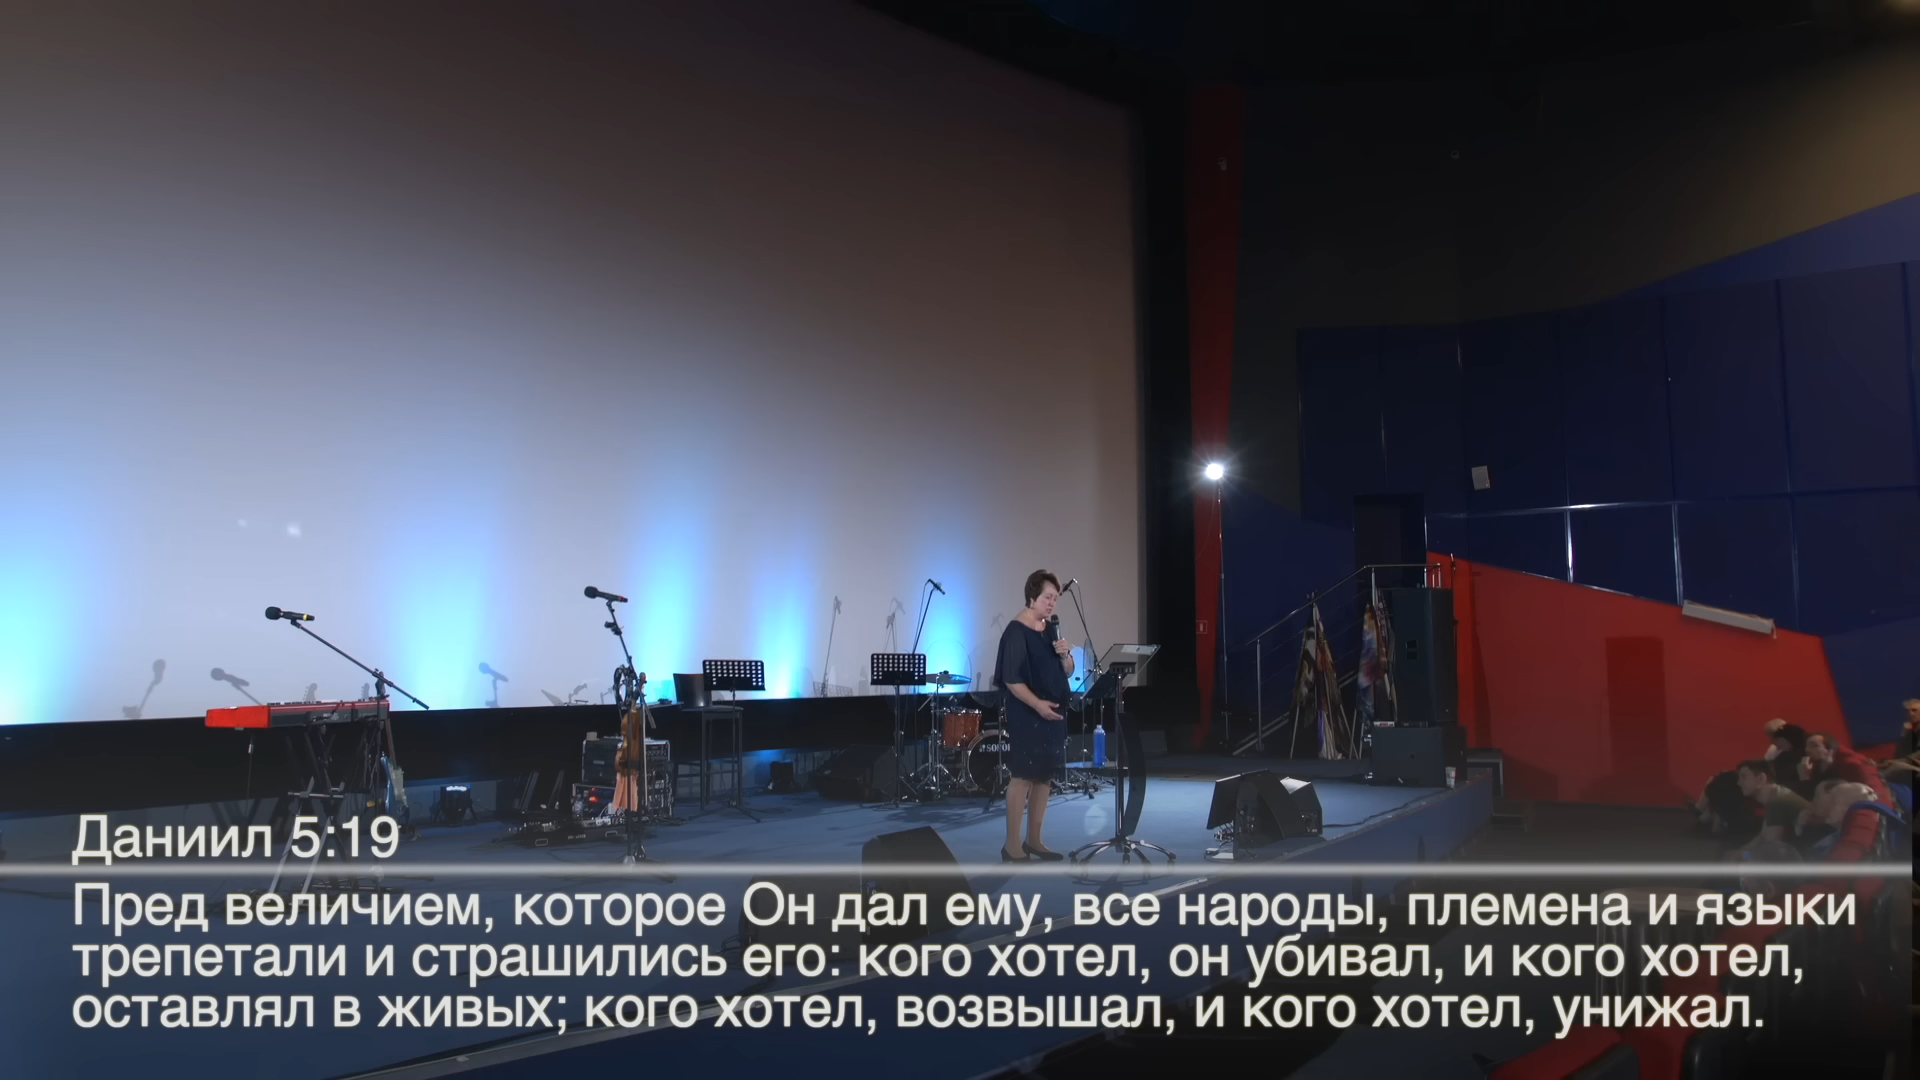 Даниил 5:19
Пред величием, которое Он дал ему, все народы, племена и языки
трепетали и страшились его: кого хотел, он убивал, и кого хотел,
оставлял в живых; кого хотел, возвышал, и кого хотел, унижал.